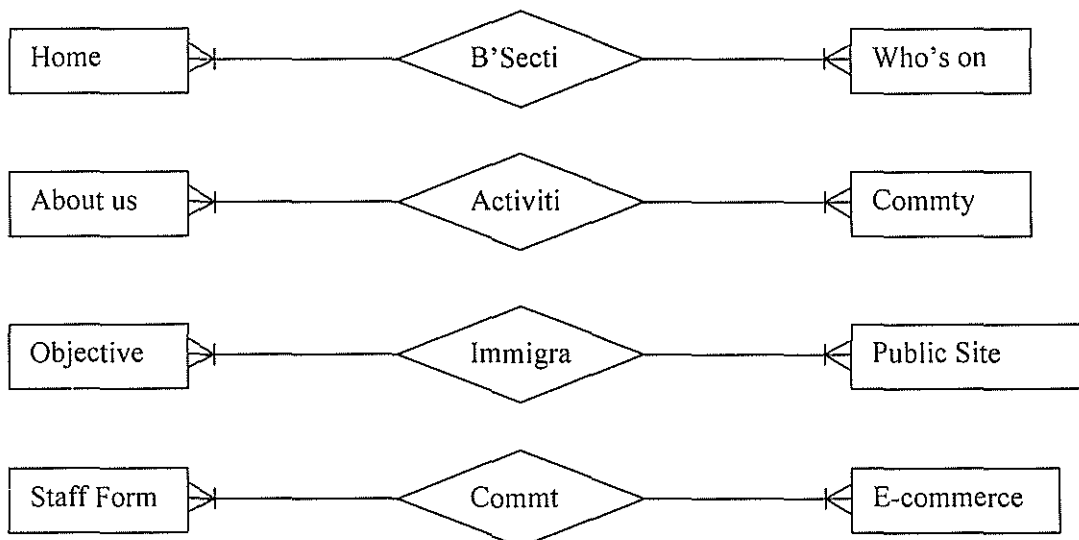 Home B'Secti Who's on
About us Activiti Commty
Objective Immigra Public Site
Staff Form Commt E-commerce